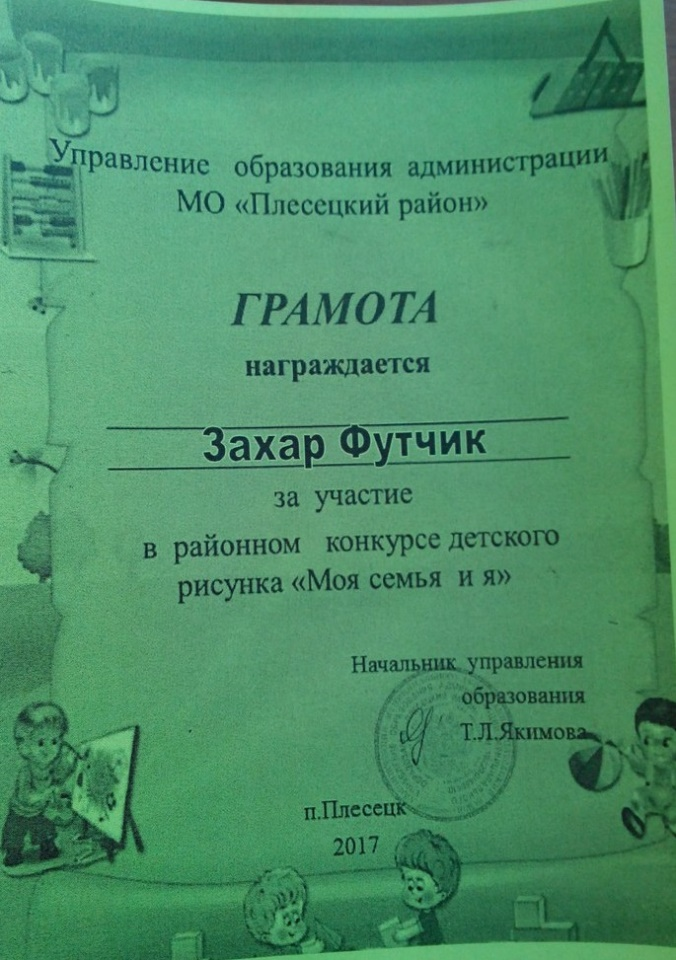 Управление образования администрации
МО «Плесецкий район»
ГРАМОТА
награждается
Захар Футчик
за участие
в районном конкурсе детского
рисунка «Моя семья и я»
Начальник управления
образования
Т.Л.Якимова
п.Плесецк
2017